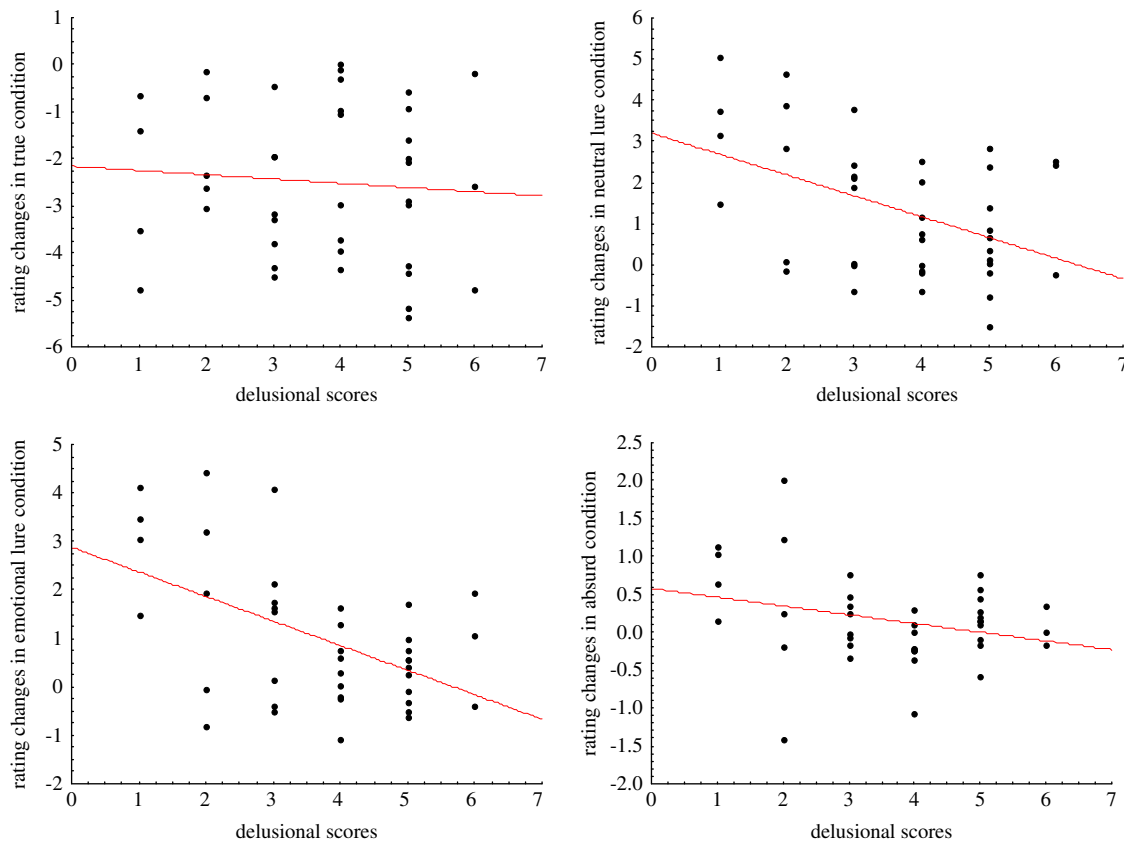 rating changes in true condition
1
0
-1
-2
-3
-4
-5
-6
0 1 2 3 4 5 6 7
delusional scores
rating changes in neutral lure condition
6
5
4
3
2
1
0
-1
-2
0 1 2 3 4 5 6 7
delusional scores
rating changes in emotional lure condition
5
4
3
2
1
0
-1
-2
0 1 2 3 4 5 6 7
delusional scores
rating changes in absurd condition
2.5
2.0
1.5
1.0
0.5
0.0
-0.5
-1.0
-1.5
-2.0
0 1 2 3 4 5 6 7
delusional scores